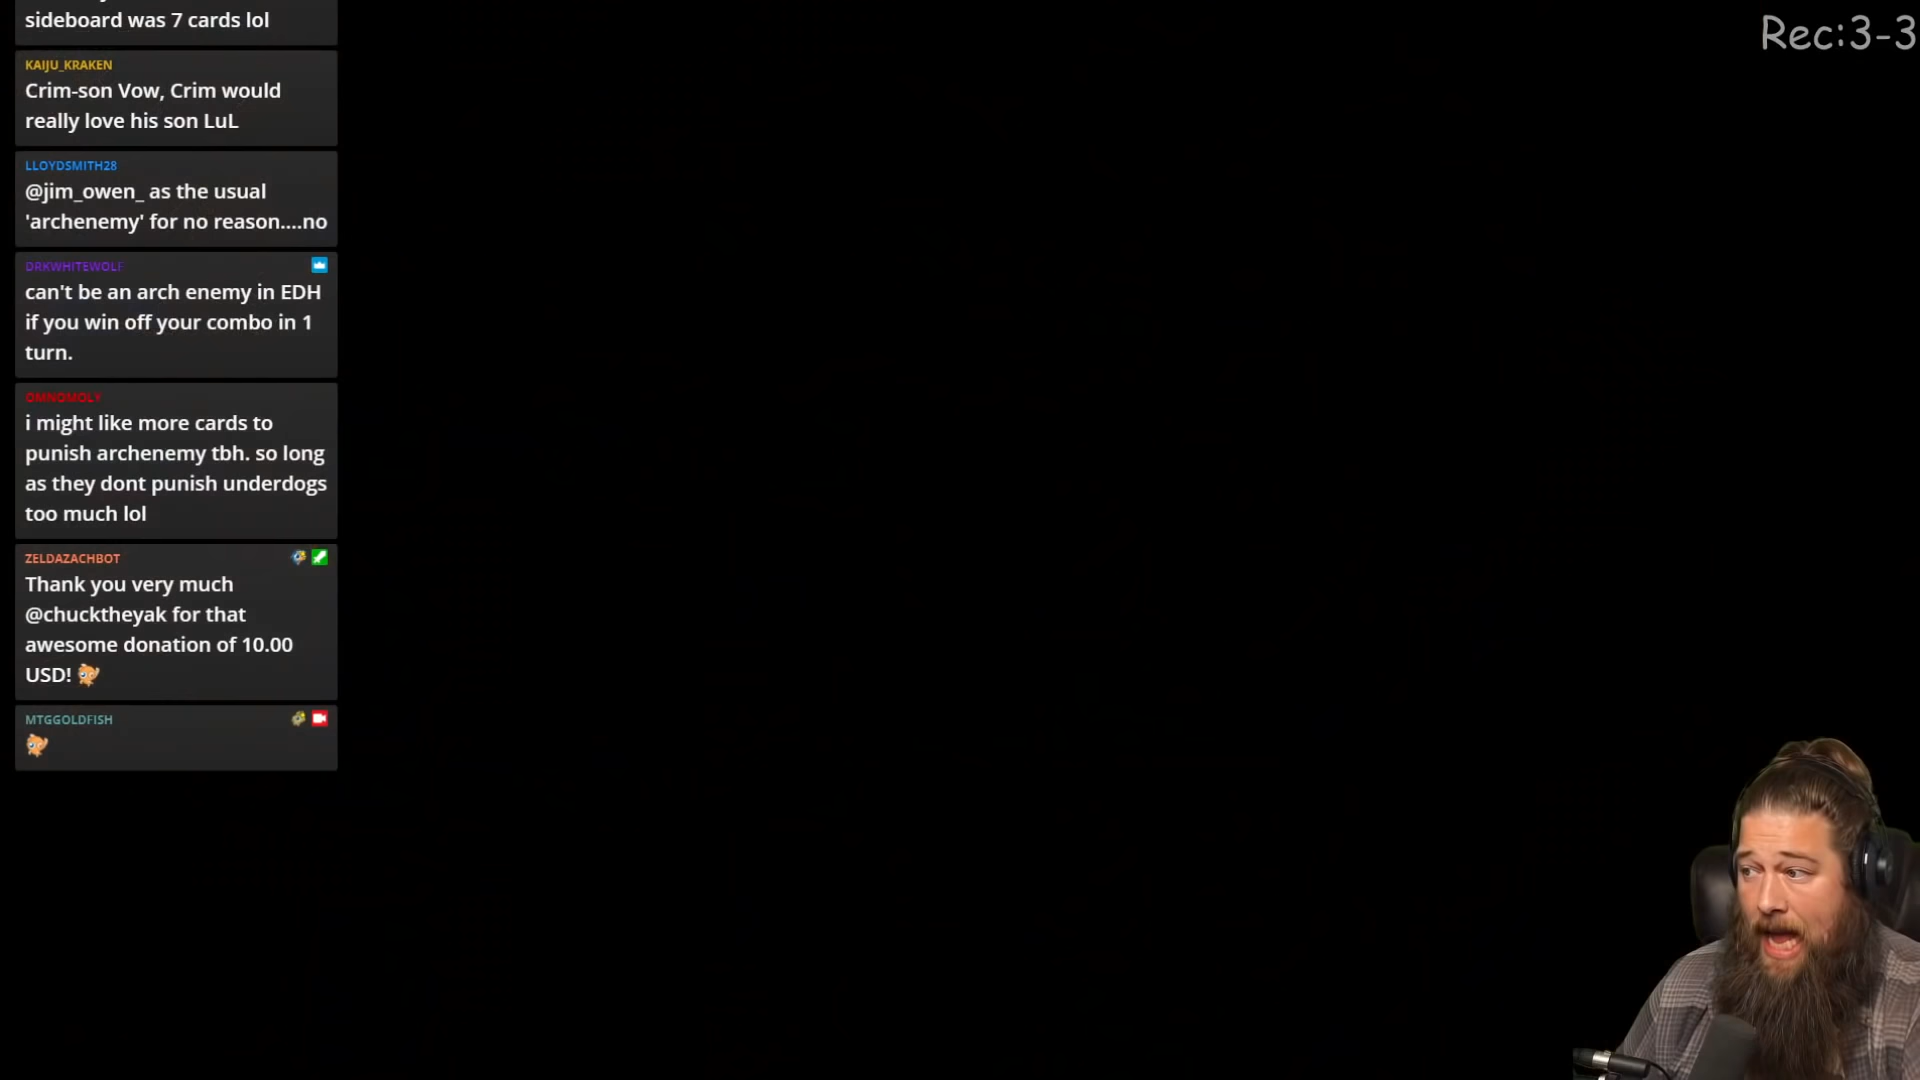 sideboard was 7 cards lol
Rec:3-3
KAIJU_KRAKEN
Crim-son Vow, Crim would
really love his son LuL
LLOYDSMITH28
@jim_owen_ as the usual
'archenemy' for no reason....no
DRKWHITEWOLF
can't be an arch enemy in EDH
if you win off your combo in 1
turn.
OMNOMOLY
i might like more cards to
punish archenemy tbh. so long
as they dont punish underdogs
too much lol
ZELDAZACHBOT
Thank you very much
@chucktheyak for that
awesome donation of 10.00
USD!
MTGGOLDFISH